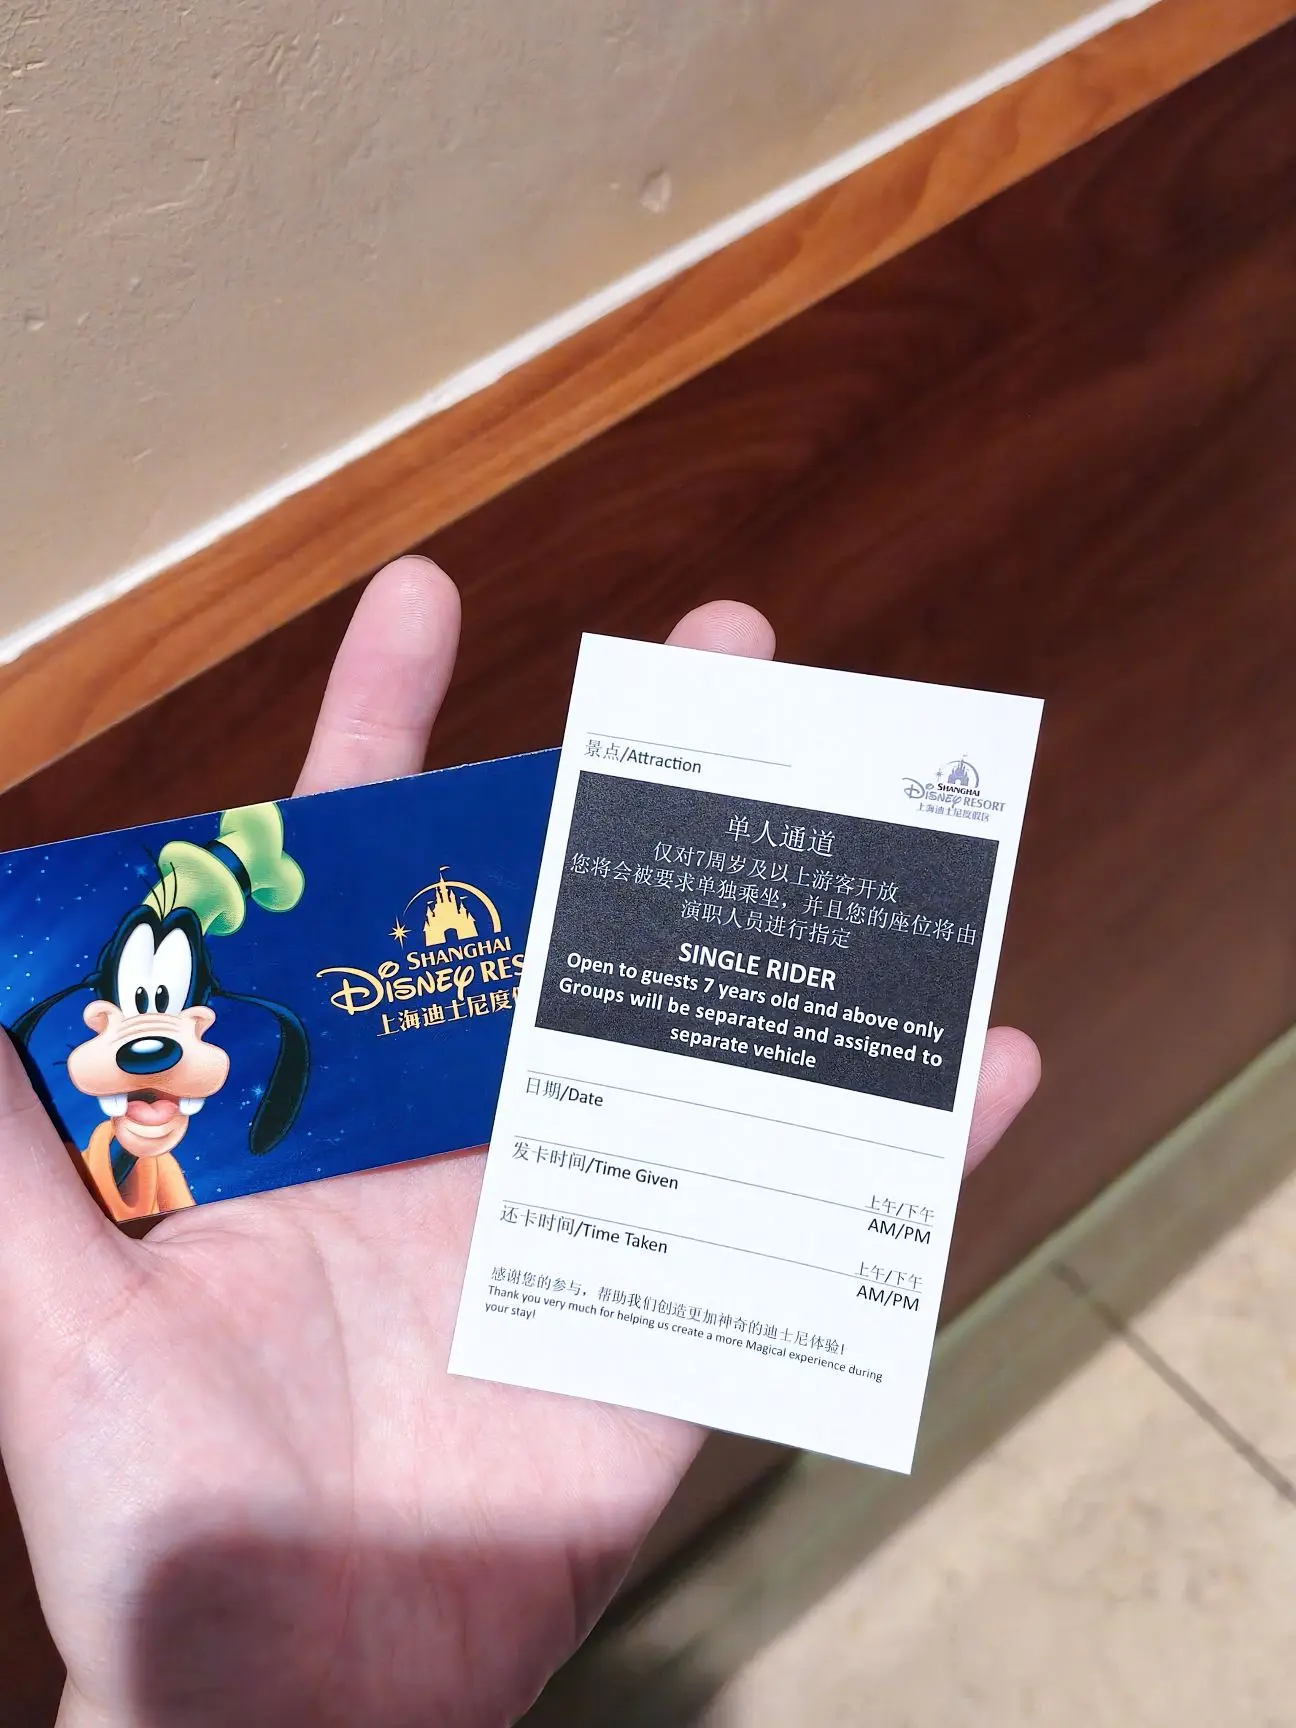 SHANGHAI
DISNEY RES
上海迪士尼度
景点/Attraction
SHANGHAI
DISNEY RESORT
上海迪士尼度假区
单人通道
仅对7周岁及以上游客开放
您将会被要求单独乘坐，并且您的座位将由
演职人员进行指定
SINGLE RIDER
Open to guests 7 years old and above only
Groups will be separated and assigned to
separate vehicle
日期/Date
发卡时间/Time Given
上午/下午
AM/PM
还卡时间/Time Taken
上午/下午
AM/PM
感谢您的参与，帮助我们创造更加神奇的迪士尼体验!
Thank you very much for helping us create a more Magical experience during
your stay!